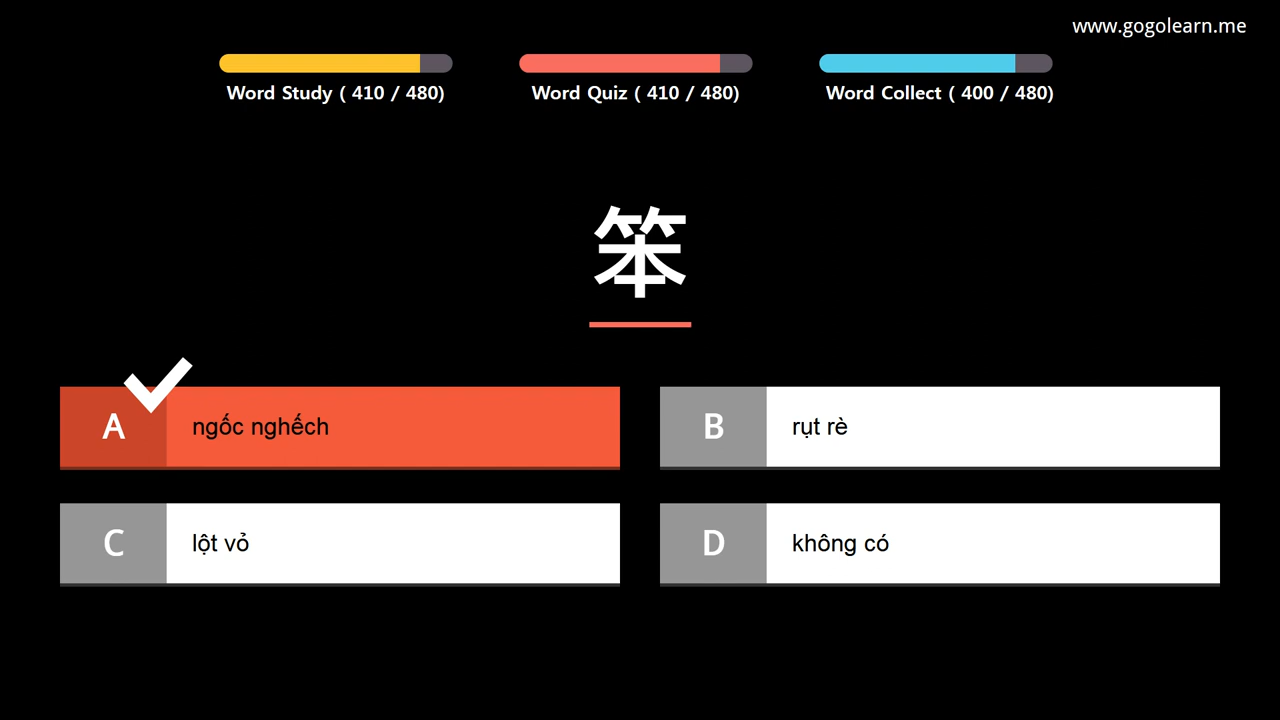 www.gogolearn.me
Word Study ( 410 / 480)
Word Quiz ( 410 / 480)
Word Collect ( 400 / 480)
笨
A
ngốc nghếch
B
rụt rè
C
lột vỏ
D
không có